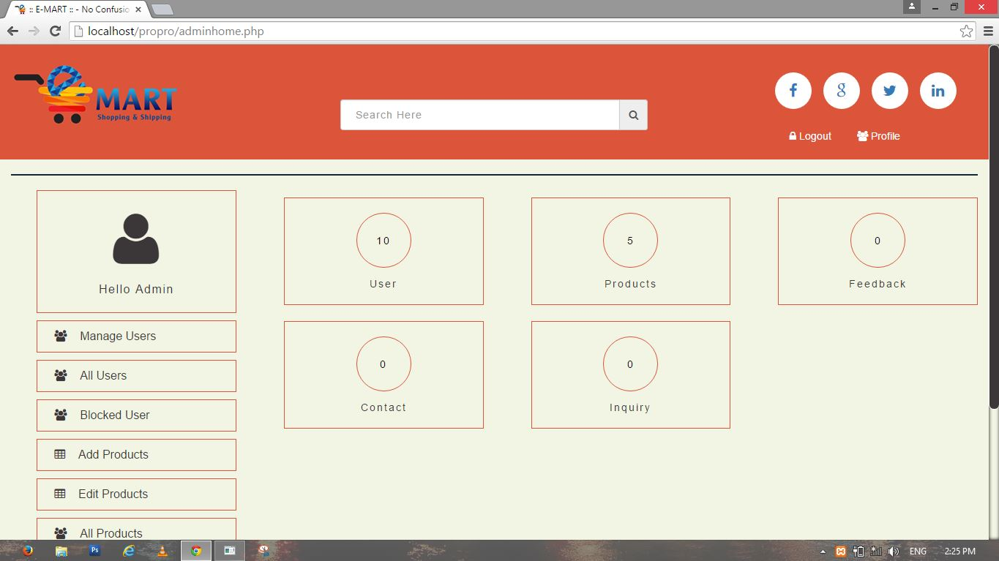 :: E-MART :: - No Confusio
localhost/propro/adminhome.php
e MART
Shopping & Shipping
Search Here
Logout
Profile
Hello Admin
Manage Users
All Users
Blocked User
Add Products
Edit Products
All Products
10
User
5
Products
0
Feedback
0
Contact
0
Inquiry
Ps
ENG
2:25 PM